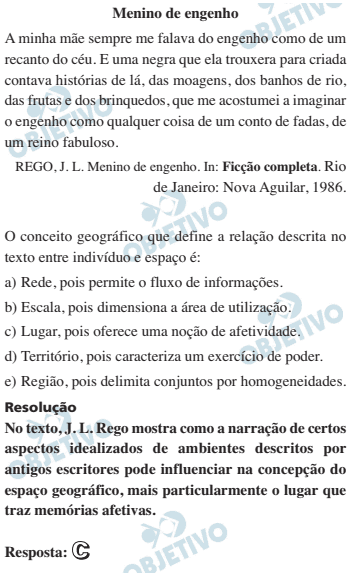 Menino de engenho
A minha mãe sempre me falava do engenho como de um
recanto do céu. E uma negra que ela trouxera para criada
contava histórias de lá, das moagens, dos banhos de rio,
das frutas e dos brinquedos, que me acostumei a imaginar
o engenho como qualquer coisa de um conto de fadas, de
um reino fabuloso.
REGO, J. L. Menino de engenho. In: Ficção completa. Rio
de Janeiro: Nova Aguilar, 1986.
O conceito geográfico que define a relação descrita no
texto entre indivíduo e espaço é:
a) Rede, pois permite o fluxo de informações.
b) Escala, pois dimensiona a área de utilização.
c) Lugar, pois oferece uma noção de afetividade.
d) Território, pois caracteriza um exercício de poder.
e) Região, pois delimita conjuntos por homogeneidades.
Resolução
No texto, J. L. Rego mostra como a narração de certos
aspectos idealizados de ambientes descritos por
antigos escritores pode influenciar na concepção do
espaço geográfico, mais particularmente o lugar que
traz memórias afetivas.
Resposta: C
OBJETIVO
OBJETIVO
OBJETIVO
OBJETIVO
OBJETIVO
OBJETIVO